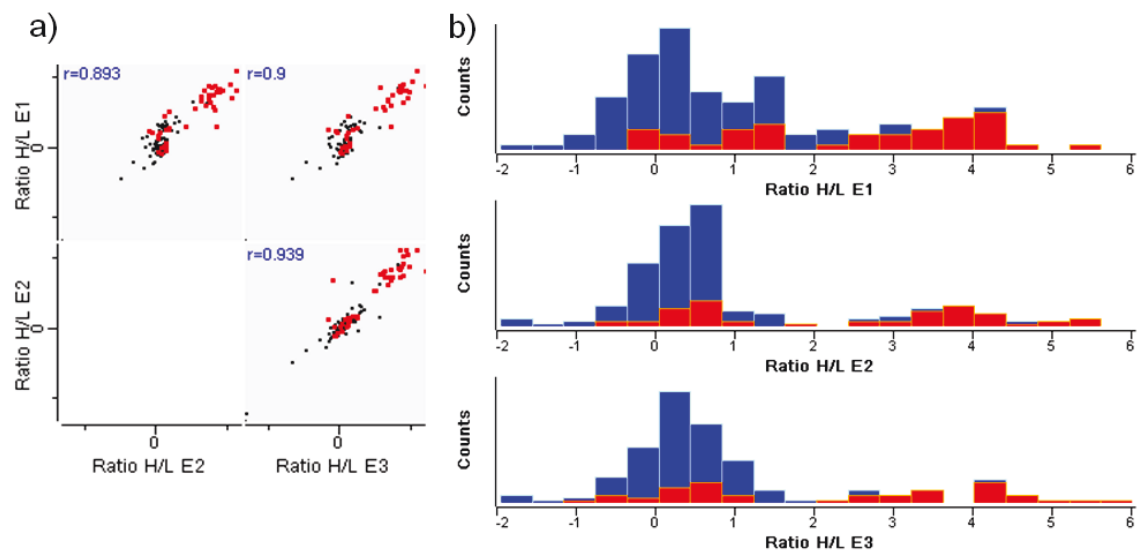 a)
r=0.893
r=0.9
Ratio H/L E1
0
r=0.939
Ratio H/L E2
0
0
0
Ratio H/L E2
Ratio H/L E3
b)
Counts
-2 -1 0 1 2 3 4 5 6
Ratio H/L E1
Counts
-2 -1 0 1 2 3 4 5 6
Ratio H/L E2
Counts
-2 -1 0 1 2 3 4 5 6
Ratio H/L E3